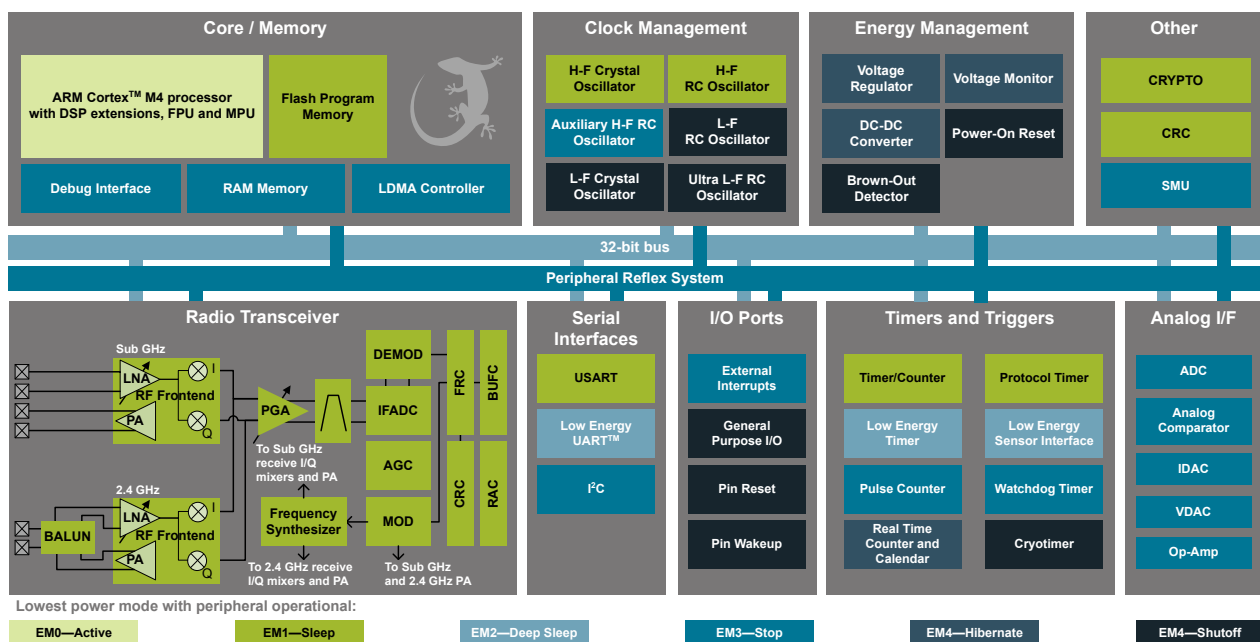 Core / Memory
ARM Cortex™ M4 processor
with DSP extensions, FPU and MPU
Flash Program
Memory
Debug Interface
RAM Memory
LDMA Controller
Clock Management
H-F Crystal
Oscillator
H-F
RC Oscillator
Auxiliary H-F RC
Oscillator
L-F
RC Oscillator
L-F Crystal
Oscillator
Ultra L-F RC
Oscillator
Energy Management
Voltage
Regulator
Voltage Monitor
DC-DC
Converter
Power-On Reset
Brown-Out
Detector
Other
CRYPTO
CRC
SMU
32-bit bus
Peripheral Reflex System
Radio Transceiver
Sub GHz
LNA
RF Frontend
PA
I
Q
2.4 GHz
LNA
RF Frontend
PA
I
Q
BALUN
PGA
To Sub GHz
receive I/Q
mixers and PA
Frequency
Synthesizer
To 2.4 GHz receive
I/Q mixers and PA
DEMOD
IFADC
AGC
MOD
To Sub GHz
and 2.4 GHz PA
FRC
BUFC
CRC
RAC
Serial
Interfaces
USART
Low Energy
UART™
I²C
I/O Ports
External
Interrupts
General
Purpose I/O
Pin Reset
Pin Wakeup
Timers and Triggers
Timer/Counter
Protocol Timer
Low Energy
Timer
Low Energy
Sensor Interface
Pulse Counter
Watchdog Timer
Real Time
Counter and
Calendar
Cryotimer
Analog I/F
ADC
Analog
Comparator
IDAC
VDAC
Op-Amp
Lowest power mode with peripheral operational:
EM0—Active
EM1—Sleep
EM2—Deep Sleep
EM3—Stop
EM4—Hibernate
EM4—Shutoff